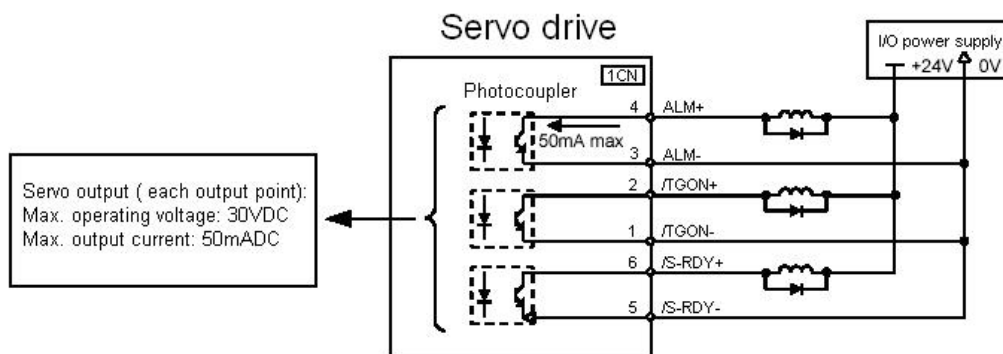 Servo drive
I/O power supply
+24V 0V
1CN
Photocoupler
4 ALM+
50mA max
3 ALM-
2 /TGON+
1 /TGON-
6 /S-RDY+
5 /S-RDY-
Servo output ( each output point):
Max. operating voltage: 30VDC
Max. output current: 50mADC